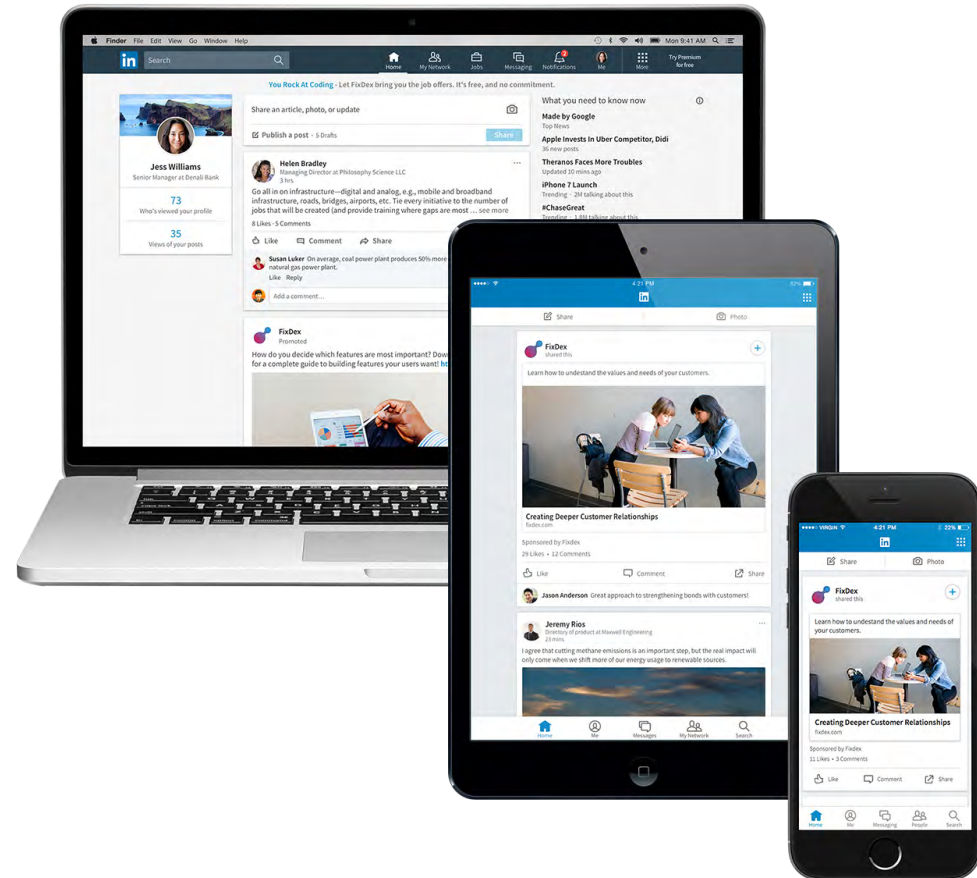 Finder File Edit View Go Window Help
Mon 9:41 AM
in
Search
Home
My Network
Jobs
Messaging
2
Notifications
Me
More
Try Premium
for free
You Rock At Coding - Let FixDex bring you the job offers. It's free, and no commitment.
Jess Williams
Senior Manager at Denali Bank
73
Who's viewed your profile
35
Views of your posts
Share an article, photo, or update
Publish a post • 5 Drafts
Share
Helen Bradley
Managing Director at Philosophy Science LLC
3 hrs
Go all in on infrastructure—digital and analog, e.g., mobile and broadband
infrastructure, roads, bridges, airports, etc. Tie every initiative to the number of
jobs that will be created (and provide training where gaps are most ... see more
8 Likes • 5 Comments
Like
Comment
Share
Susan Luker On average, coal power plant produces 50% more
natural gas power plant.
Like Reply
Add a comment...
FixDex
Promoted
How do you decide which features are most important? Dow
for a complete guide to building features your users want! ht
What you need to know now
Made by Google
Top News
Apple Invests In Uber Competitor, Didi
36 new posts
Theranos Faces More Troubles
Updated 10 mins ago
iPhone 7 Launch
Trending • 2M talking about this
#ChaseGreat
Trending • 1.8M talking about this
4:21 PM
in
Share
Photo
FixDex
shared this
Learn how to undestand the values and needs of your customers.
Creating Deeper Customer Relationships
fixdex.com
Sponsored by Fixdex
29 Likes • 12 Comments
Like
Comment
Share
Jason Anderson Great approach to strengthening bonds with customers!
Jeremy Rios
Directory of product at Maxwell Engineering
23 mins
I agree that cutting methane emissions is an important step, but the real impact will
only come when we shift more of our energy usage to renewable sources.
Home
Me
Messages
My Network
Search
VIRGIN
4:21 PM
22%
in
Share
Photo
FixDex
shared this
Learn how to undestand the values and needs of
your customers.
Creating Deeper Customer Relationships
fixdex.com
Sponsored by Fixdex
11 Likes • 3 Comments
Like
Comment
Share
Home
Me
Messaging
People
Search